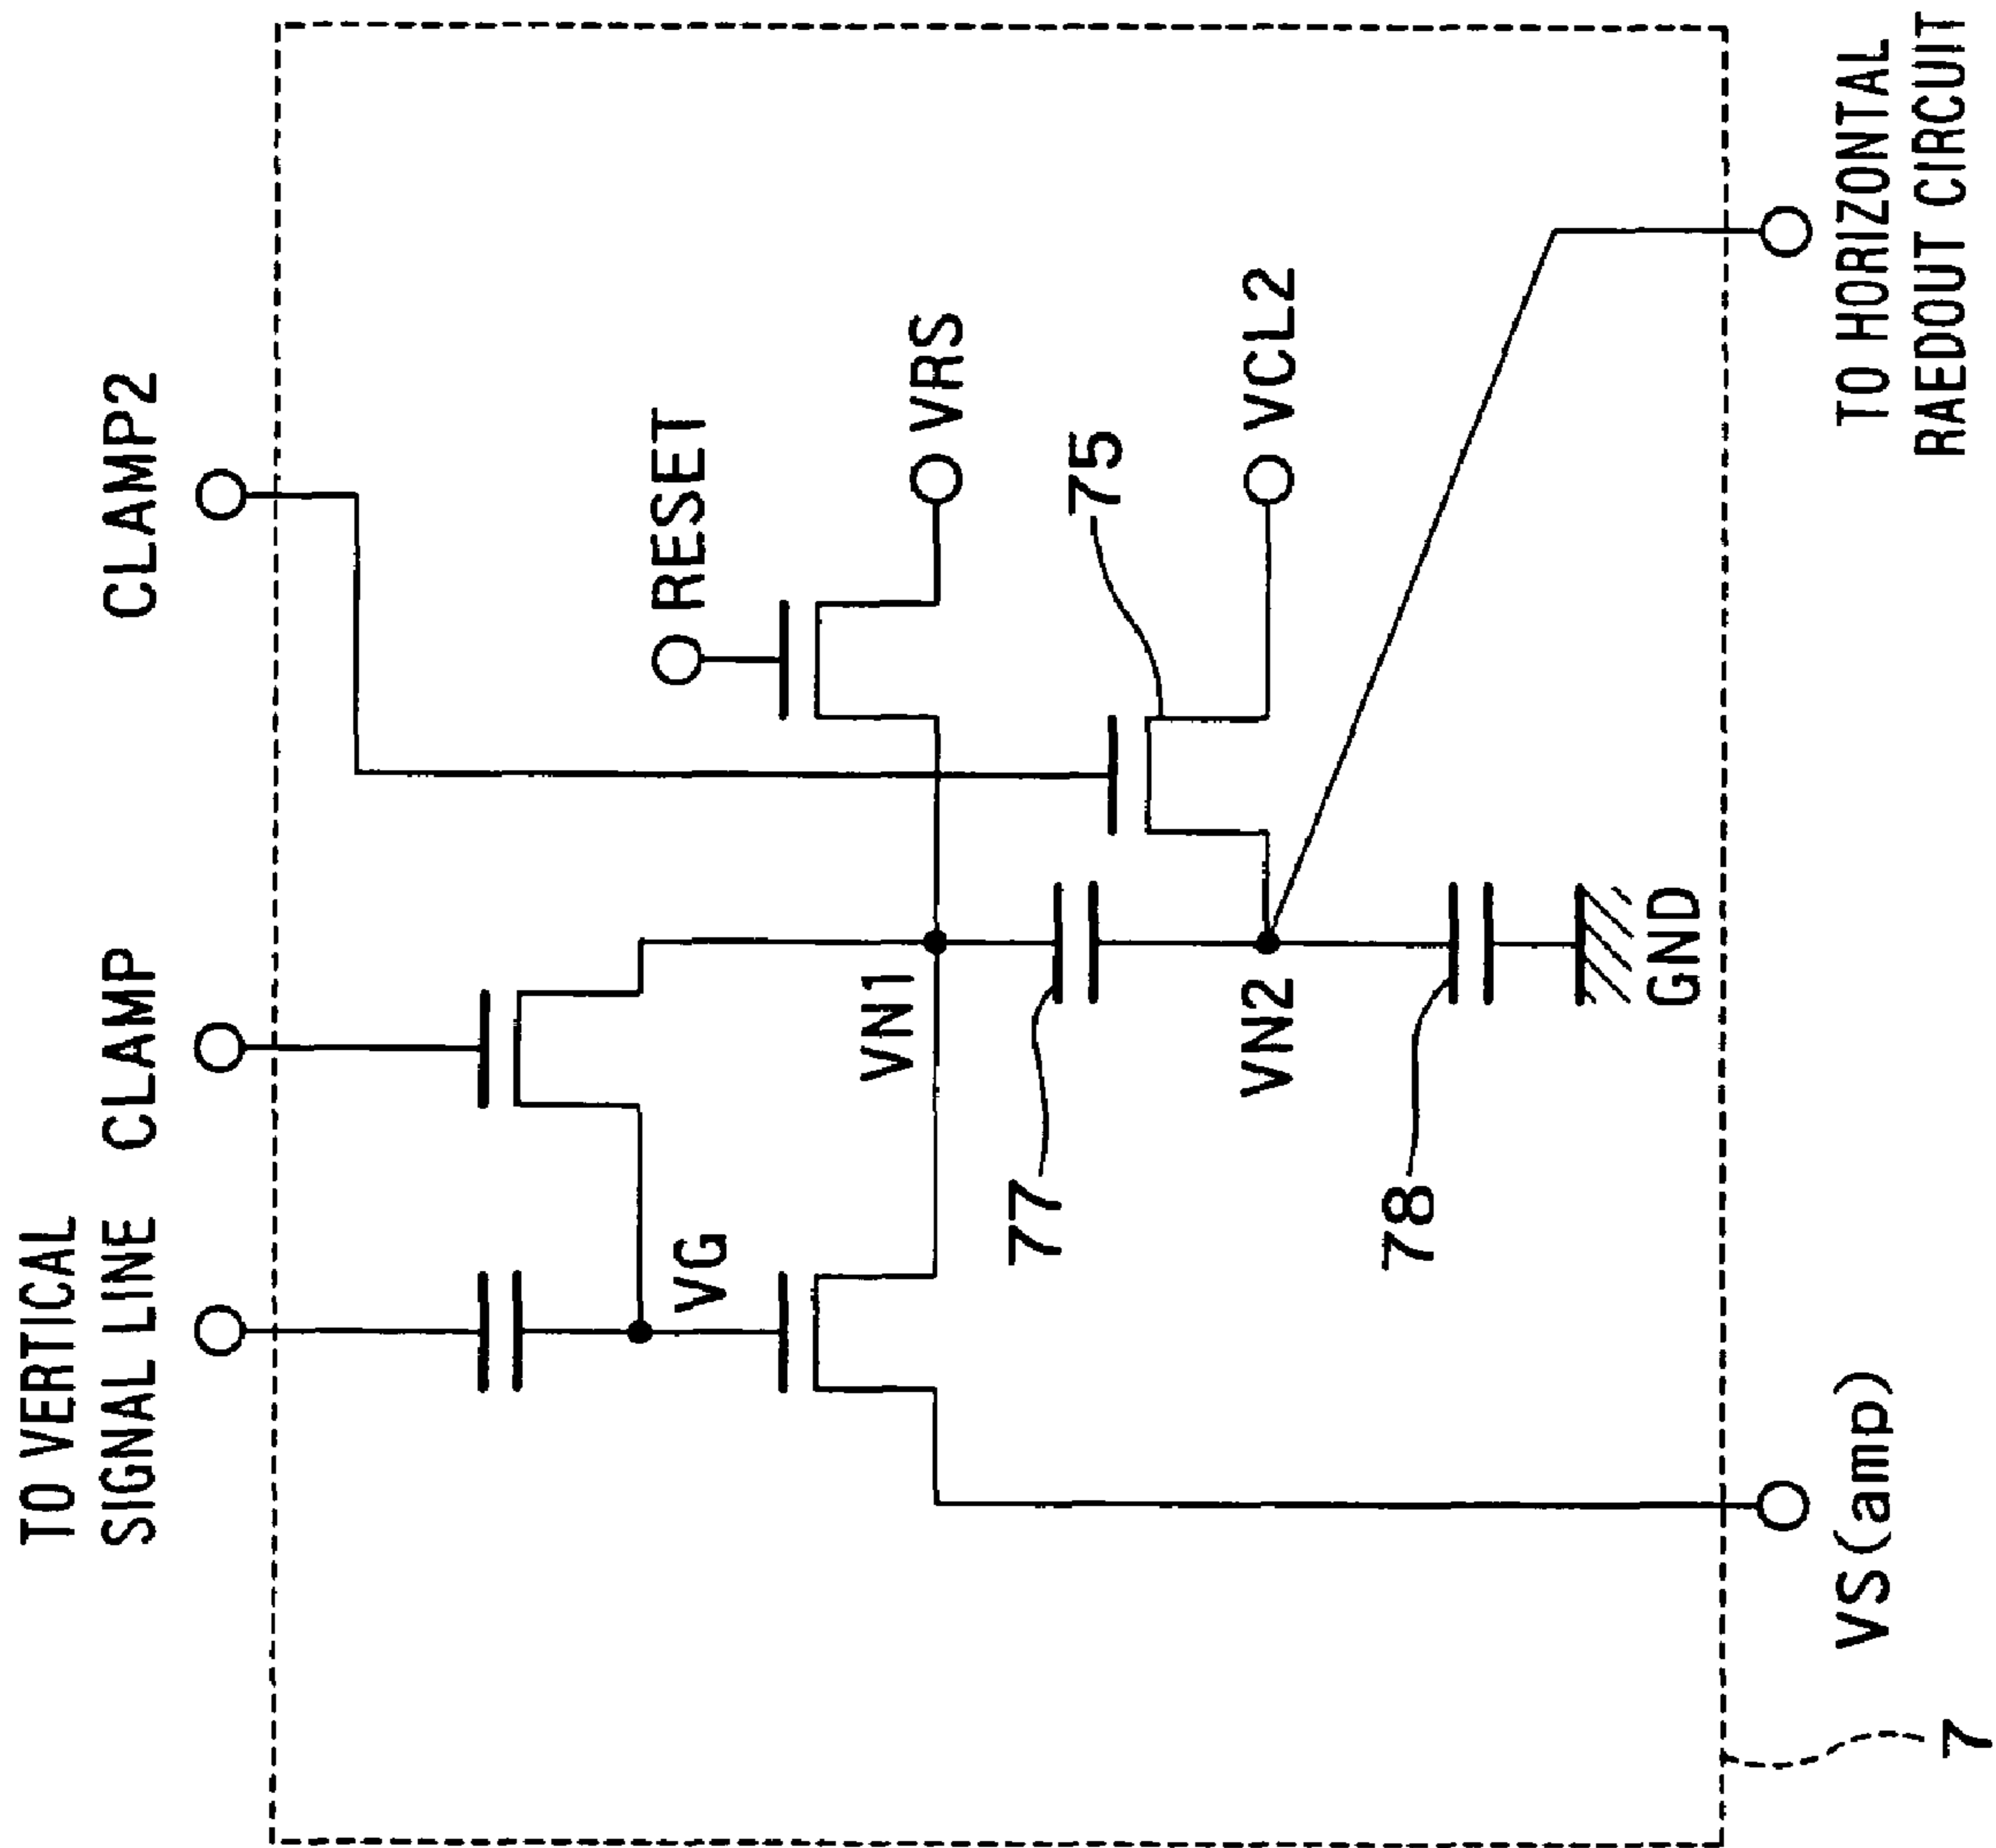 TO VERTICAL
SIGNAL LINE
CLAMP
CLAMP2
RESET
VG
VRS
VN1
75
77
VCL2
VN2
78
GND
VS(amp)
TO HORIZONTAL
RAEDOUT CIRCUIT
7